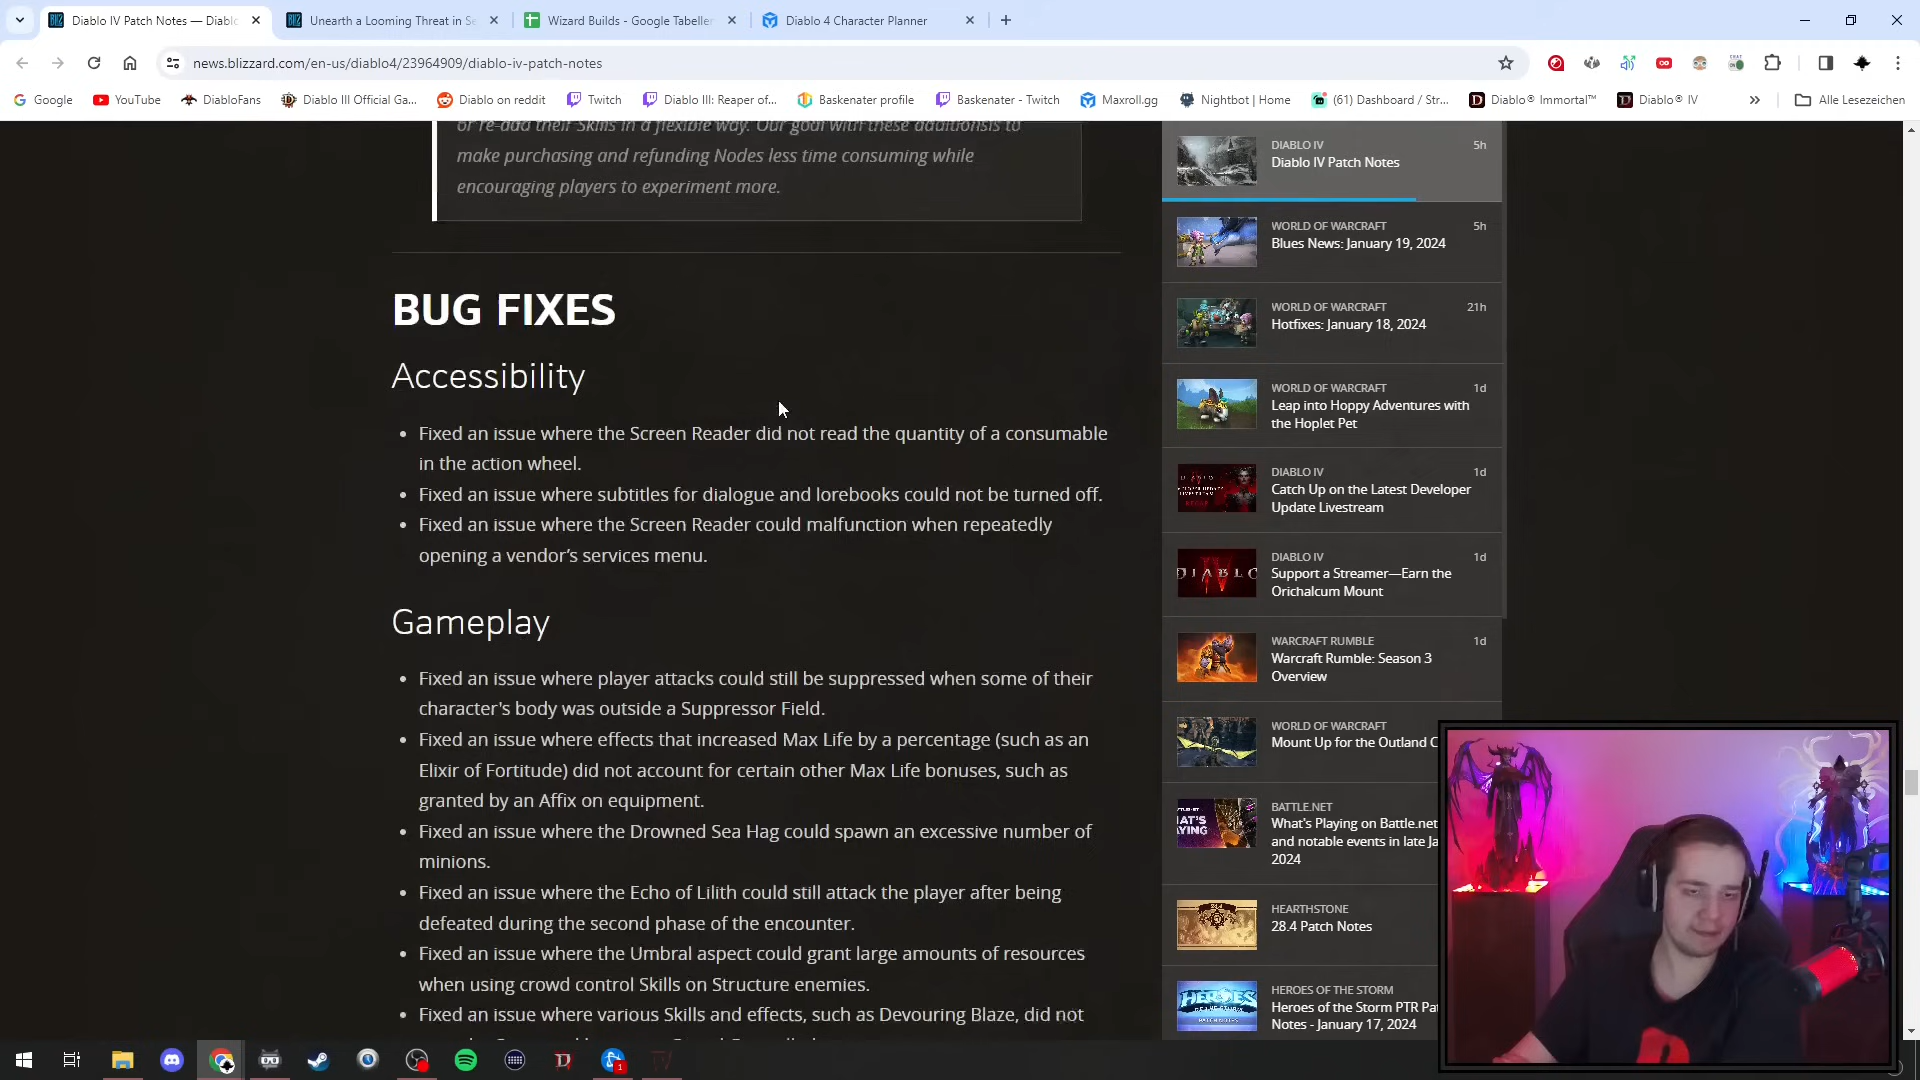 Diablo IV Patch Notes — Diablo
Unearth a Looming Threat in Se
Wizard Builds - Google Tabellen
Diablo 4 Character Planner
news.blizzard.com/en-us/diablo4/23964909/diablo-iv-patch-notes
Google
YouTube
DiabloFans
Diablo III Official Ga...
Diablo on reddit
Twitch
Diablo III: Reaper of...
Baskenater profile
Baskenater - Twitch
Maxroll.gg
Nightbot | Home
(61) Dashboard / Str...
Diablo® Immortal™
Diablo® IV
Alle Lesezeichen
or re-add their Skills in a flexible way. Our goal with these additionsis to
make purchasing and refunding Nodes less time consuming while
encouraging players to experiment more.
BUG FIXES
Accessibility
• Fixed an issue where the Screen Reader did not read the quantity of a consumable
in the action wheel.
• Fixed an issue where subtitles for dialogue and lorebooks could not be turned off.
• Fixed an issue where the Screen Reader could malfunction when repeatedly
opening a vendor’s services menu.
Gameplay
• Fixed an issue where player attacks could still be suppressed when some of their
character's body was outside a Suppressor Field.
• Fixed an issue where effects that increased Max Life by a percentage (such as an
Elixir of Fortitude) did not account for certain other Max Life bonuses, such as
granted by an Affix on equipment.
• Fixed an issue where the Drowned Sea Hag could spawn an excessive number of
minions.
• Fixed an issue where the Echo of Lilith could still attack the player after being
defeated during the second phase of the encounter.
• Fixed an issue where the Umbral aspect could grant large amounts of resources
when using crowd control Skills on Structure enemies.
• Fixed an issue where various Skills and effects, such as Devouring Blaze, did not
DIABLO IV 5h
Diablo IV Patch Notes
WORLD OF WARCRAFT 5h
Blues News: January 19, 2024
WORLD OF WARCRAFT 21h
Hotfixes: January 18, 2024
WORLD OF WARCRAFT 1d
Leap into Hoppy Adventures with
the Hoplet Pet
DIABLO IV 1d
Catch Up on the Latest Developer
Update Livestream
DIABLO IV 1d
Support a Streamer—Earn the
Orichalcum Mount
WARCRAFT RUMBLE 1d
Warcraft Rumble: Season 3
Overview
WORLD OF WARCRAFT
Mount Up for the Outland C
BATTLE.NET
What's Playing on Battle.net
and notable events in late Ja
2024
HEARTHSTONE
28.4 Patch Notes
HEROES OF THE STORM
Heroes of the Storm PTR Pat
Notes - January 17, 2024